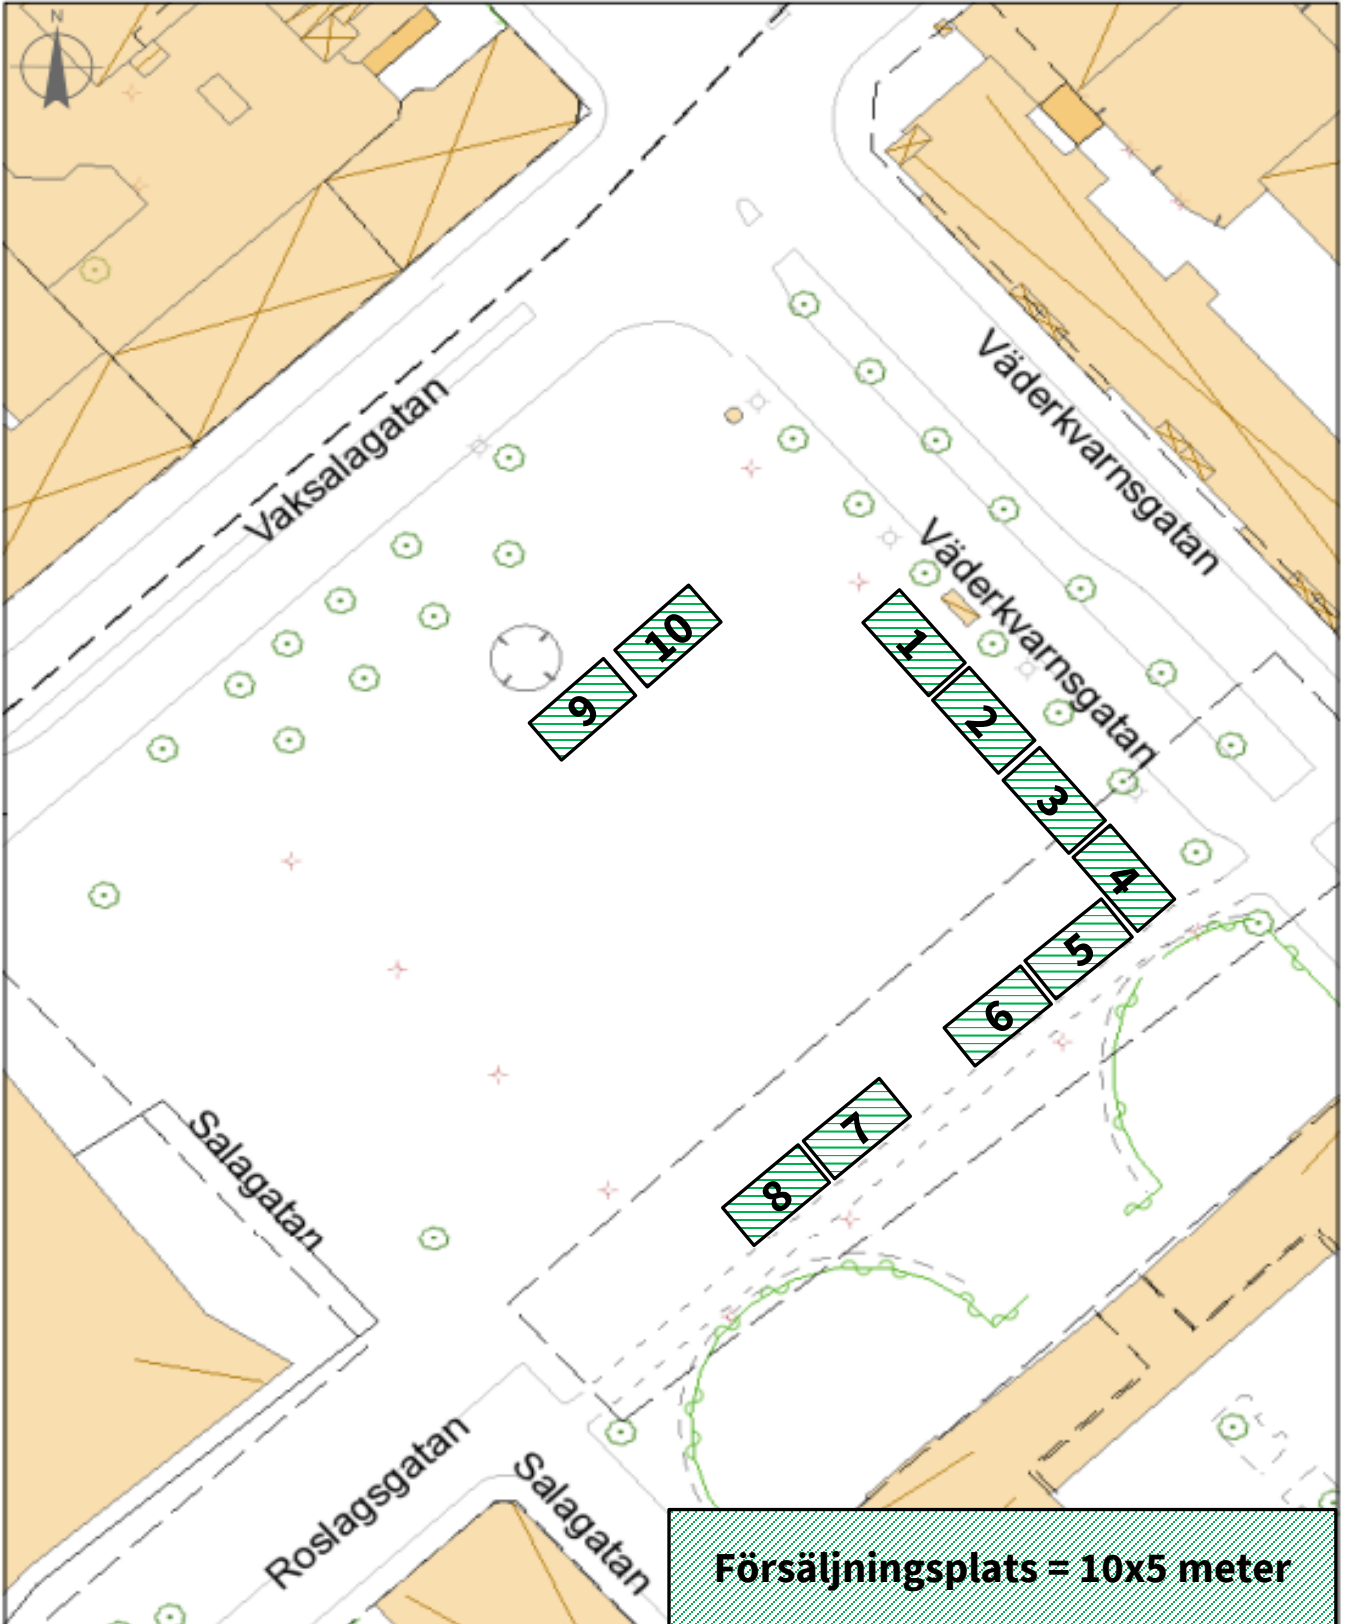 N
Vaksalagatan
Väderkvarnsgatan
Väderkvarnsgatan
10
9
1
2
3
4
5
6
7
8
Salagatan
Roslagsgatan
Salagatan
Försäljningsplats = 10x5 meter